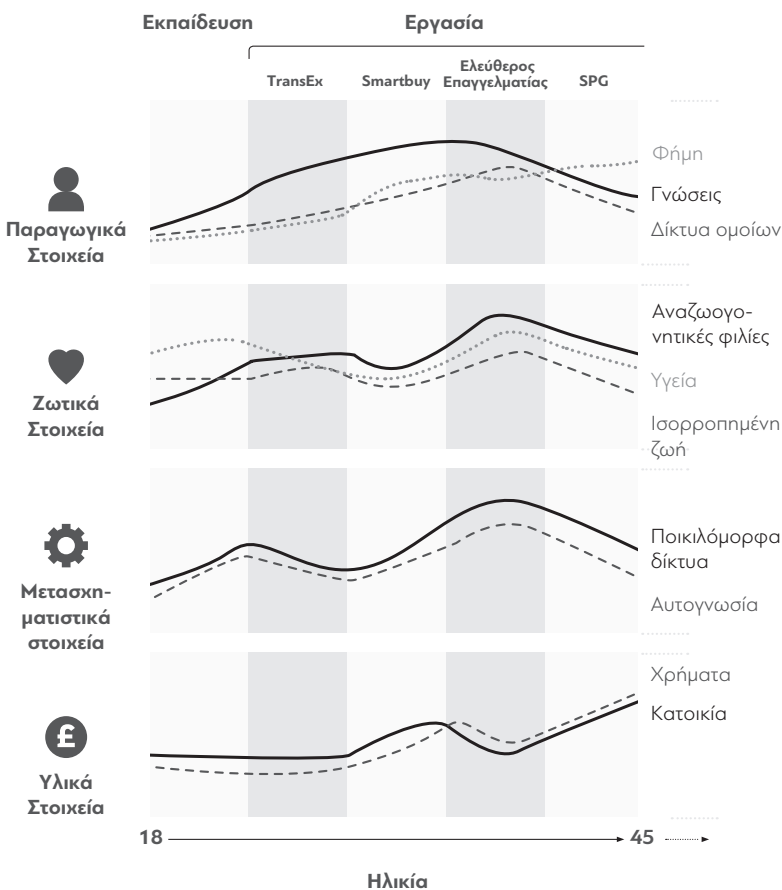 Εκπαίδευση
Εργασία
TransEx
Smartbuy
Ελεύθερος
Επαγγελματίας
SPG
Παραγωγικά
Στοιχεία
Φήμη
Γνώσεις
Δίκτυα ομοίων
Ζωτικά
Στοιχεία
Αναζωογο-
νητικές φιλίες
Υγεία
Ισορροπημένη
ζωή
Μετασχη-
ματιστικά
στοιχεία
Ποικιλόμορφα
δίκτυα
Αυτογνωσία
£
Υλικά
Στοιχεία
Χρήματα
Κατοικία
18
45
Ηλικία